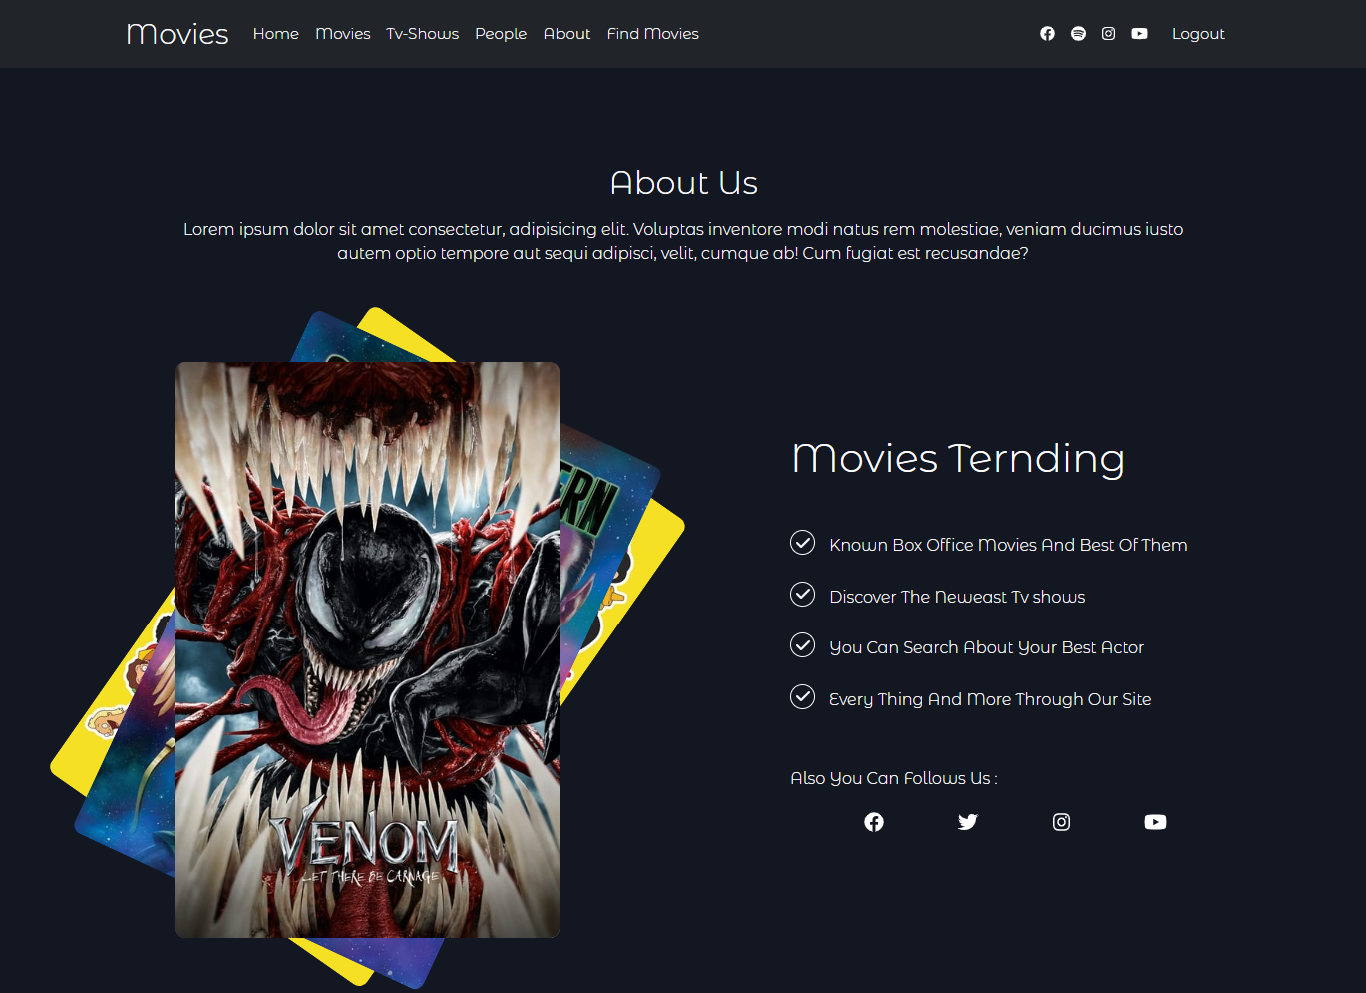 Movies Home Movies Tv-Shows People About Find Movies Logout
About Us
Lorem ipsum dolor sit amet consectetur, adipisicing elit. Voluptas inventore modi natus rem molestiae, veniam ducimus iusto
autem optio tempore aut sequi adipisci, velit, cumque ab! Cum fugiat est recusandae?
VENOM
LET THERE BE CARNAGE
Movies Ternding
Known Box Office Movies And Best Of Them
Discover The Neweast Tv shows
You Can Search About Your Best Actor
Every Thing And More Through Our Site
Also You Can Follows Us :